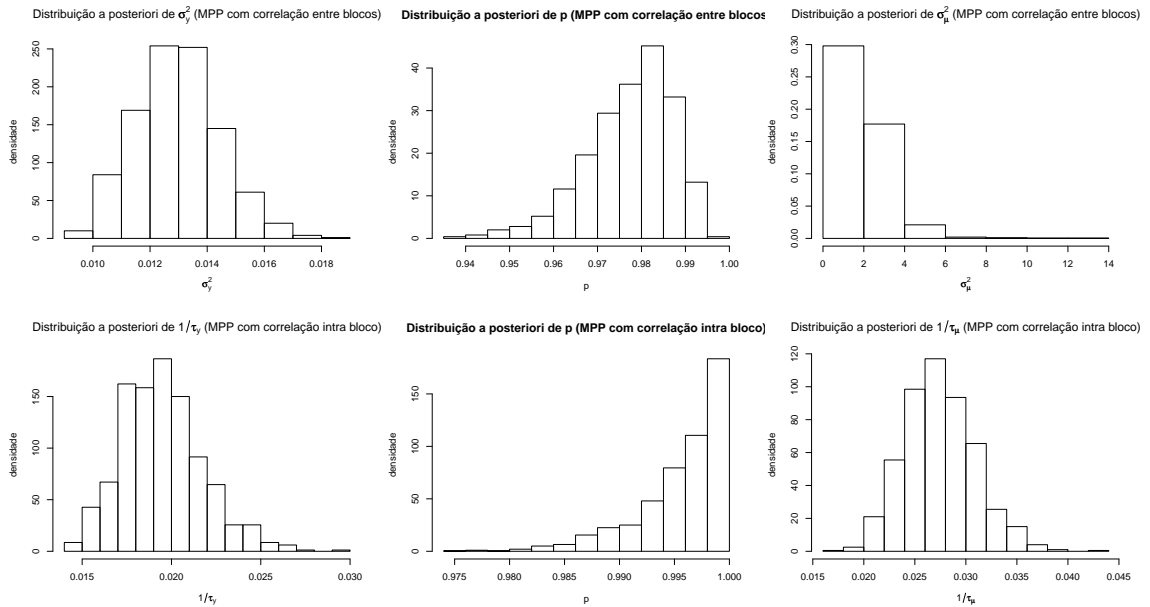 Distribuição a posteriori de σ²y (MPP com correlação entre blocos)
densidade
250
200
150
100
50
0
0.010 0.012 0.014 0.016 0.018
σ²y
Distribuição a posteriori de p (MPP com correlação entre blocos
densidade
40
30
20
10
0
0.94 0.95 0.96 0.97 0.98 0.99 1.00
p
Distribuição a posteriori de σ²μ (MPP com correlação entre blocos)
densidade
0.30
0.25
0.20
0.15
0.10
0.05
0.00
0 2 4 6 8 10 12 14
σ²μ
Distribuição a posteriori de 1/τy (MPP com correlação intra bloco)
densidade
150
100
50
0
0.015 0.020 0.025 0.030
1/τy
Distribuição a posteriori de p (MPP com correlação intra bloco)
densidade
150
100
50
0
0.975 0.980 0.985 0.990 0.995 1.000
p
Distribuição a posteriori de 1/τμ (MPP com correlação intra bloco)
densidade
120
100
80
60
40
20
0
0.015 0.020 0.025 0.030 0.035 0.040 0.045
1/τμ